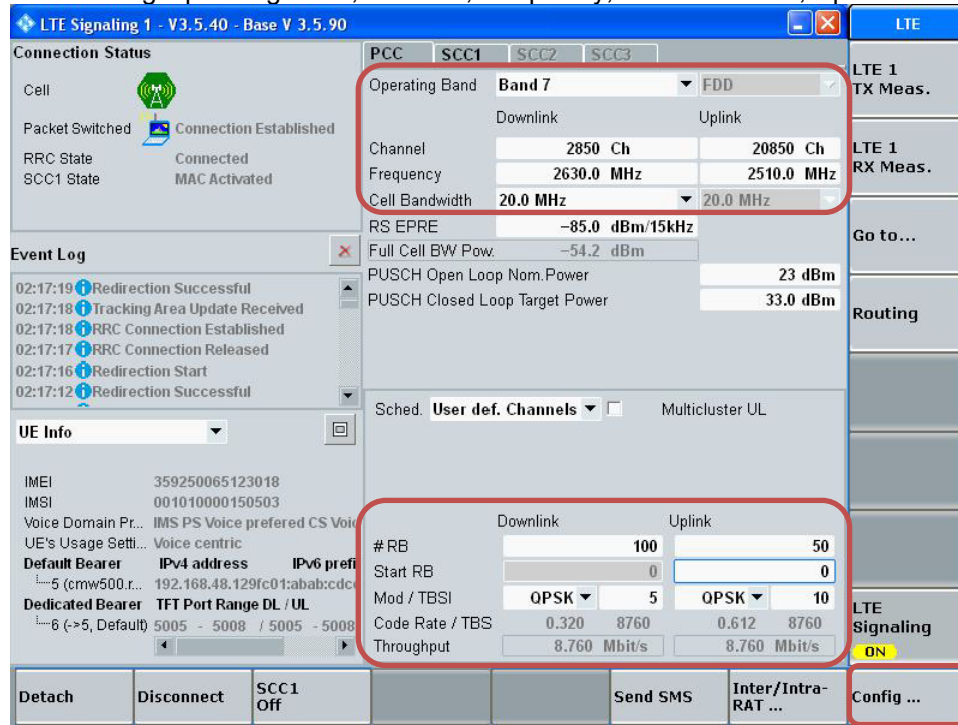 LTE Signaling 1 - V3.5.40 - Base V 3.5.90
LTE
Connection Status
PCC SCC1 SCC2 SCC3
Cell
Operating Band Band 7 FDD
LTE 1
TX Meas.
Downlink Uplink
Packet Switched Connection Established
Channel 2850 Ch 20850 Ch
RRC State Connected
Frequency 2630.0 MHz 2510.0 MHz
LTE 1
RX Meas.
SCC1 State MAC Activated
Cell Bandwidth 20.0 MHz 20.0 MHz
RS EPRE −85.0 dBm/15kHz
Full Cell BW Pow. −54.2 dBm
Go to...
Event Log
PUSCH Open Loop Nom.Power 23 dBm
PUSCH Closed Loop Target Power 33.0 dBm
02:17:19 Redirection Successful
02:17:18 Tracking Area Update Received
02:17:18 RRC Connection Established
02:17:17 RRC Connection Released
02:17:16 Redirection Start
02:17:12 Redirection Successful
Routing
Sched. User def. Channels Multicluster UL
UE Info
IMEI 359250065123018
IMSI 001010000150503
Voice Domain Pr... IMS PS Voice prefered CS Voic
UE's Usage Setti... Voice centric
Default Bearer IPv4 address IPv6 prefi
5 (cmw500.r... 192.168.48.129 fc01:abab:cdcd
Dedicated Bearer TFT Port Range DL / UL
6 (->5, Default) 5005 - 5008 / 5005 - 5008
Downlink Uplink
# RB 100 50
Start RB 0 0
Mod / TBSI QPSK 5 QPSK 10
Code Rate / TBS 0.320 8760 0.612 8760
Throughput 8.760 Mbit/s 8.760 Mbit/s
LTE
Signaling
ON
Detach
Disconnect
SCC1
Off
Send SMS
Inter/Intra-
RAT ...
Config ...